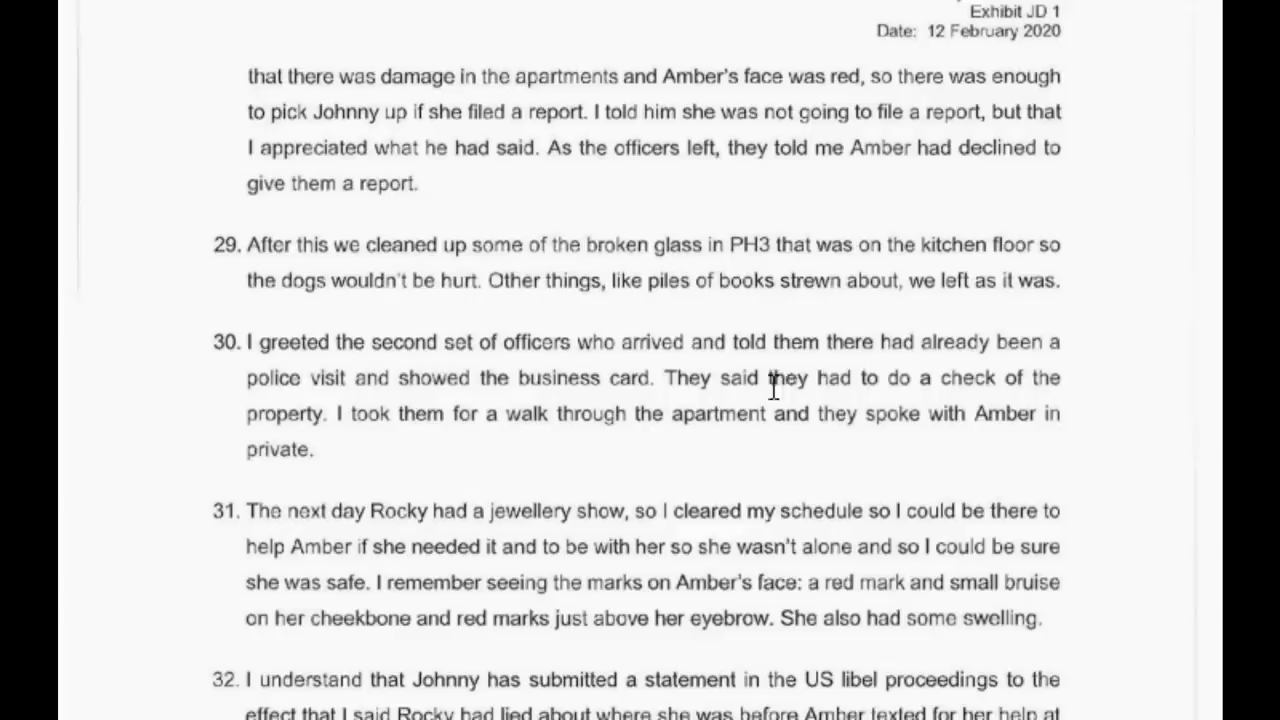 Exhibit JD 1
Date: 12 February 2020
that there was damage in the apartments and Amber's face was red, so there was enough
to pick Johnny up if she filed a report. I told him she was not going to file a report, but that
I appreciated what he had said. As the officers left, they told me Amber had declined to
give them a report.
29. After this we cleaned up some of the broken glass in PH3 that was on the kitchen floor so
the dogs wouldn't be hurt. Other things, like piles of books strewn about, we left as it was.
30. I greeted the second set of officers who arrived and told them there had already been a
police visit and showed the business card. They said they had to do a check of the
property. I took them for a walk through the apartment and they spoke with Amber in
private.
31. The next day Rocky had a jewellery show, so I cleared my schedule so I could be there to
help Amber if she needed it and to be with her so she wasn't alone and so I could be sure
she was safe. I remember seeing the marks on Amber's face: a red mark and small bruise
on her cheekbone and red marks just above her eyebrow. She also had some swelling.
32. I understand that Johnny has submitted a statement in the US libel proceedings to the
effect that I said Rocky had lied about where she was before Amber texted for her help at